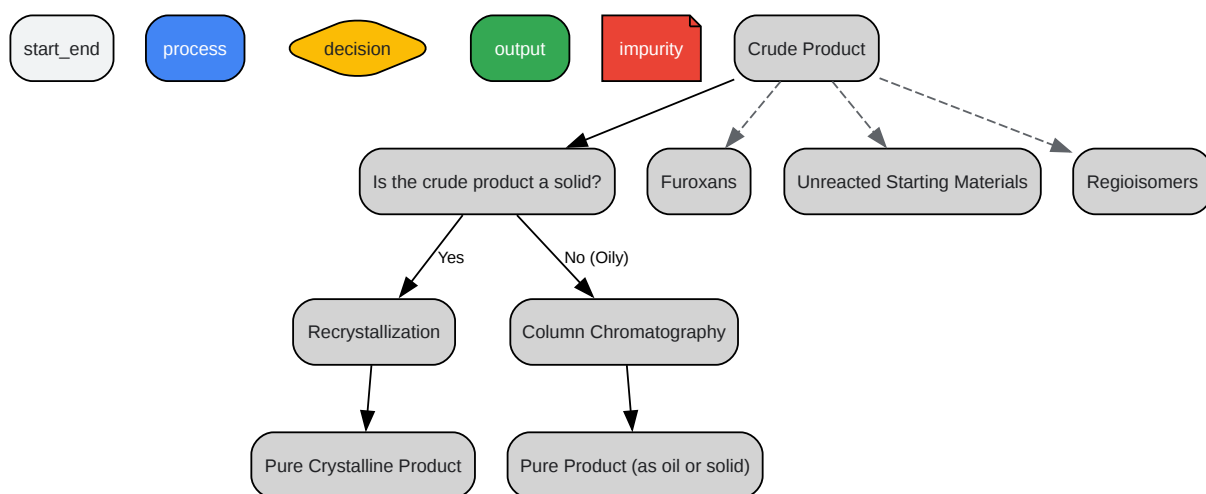 start_end
process
decision
output
impurity
Crude Product
Is the crude product a solid?
Furoxans
Unreacted Starting Materials
Regioisomers
Yes
No (Oily)
Recrystallization
Column Chromatography
Pure Crystalline Product
Pure Product (as oil or solid)